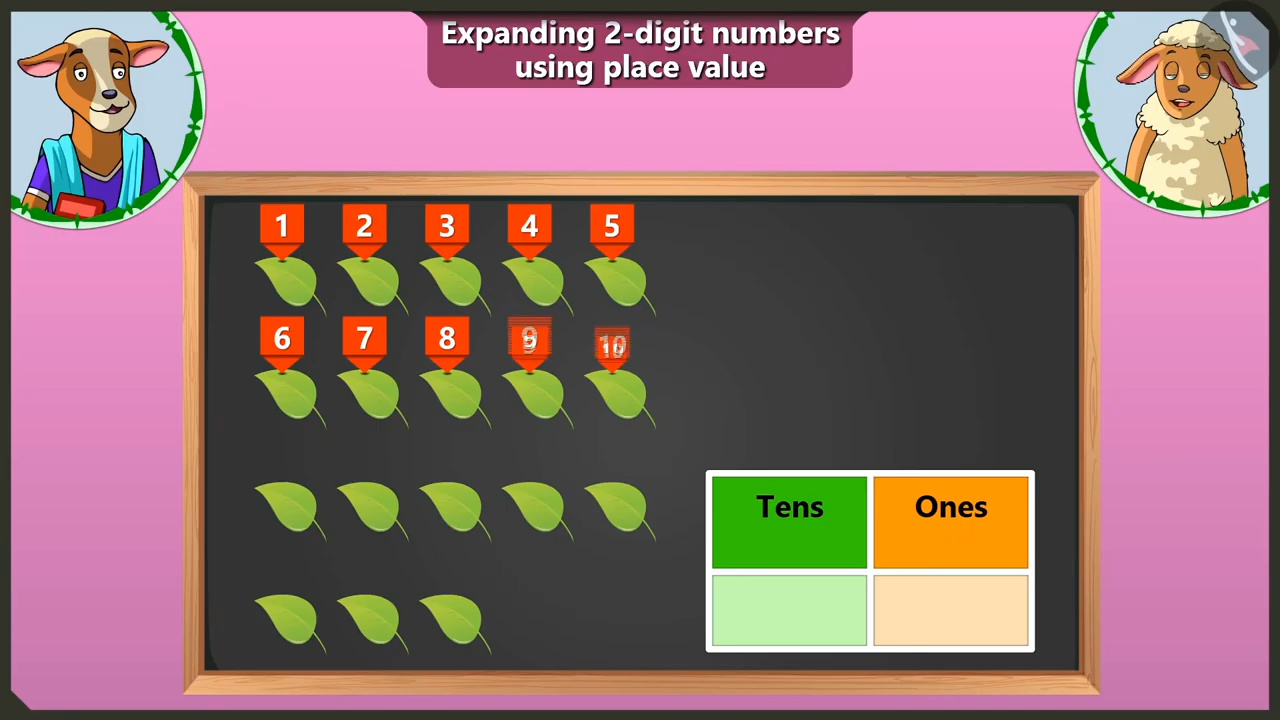 Expanding 2-digit numbers
using place value
1 2 3 4 5
6 7 8 9 10
Tens Ones